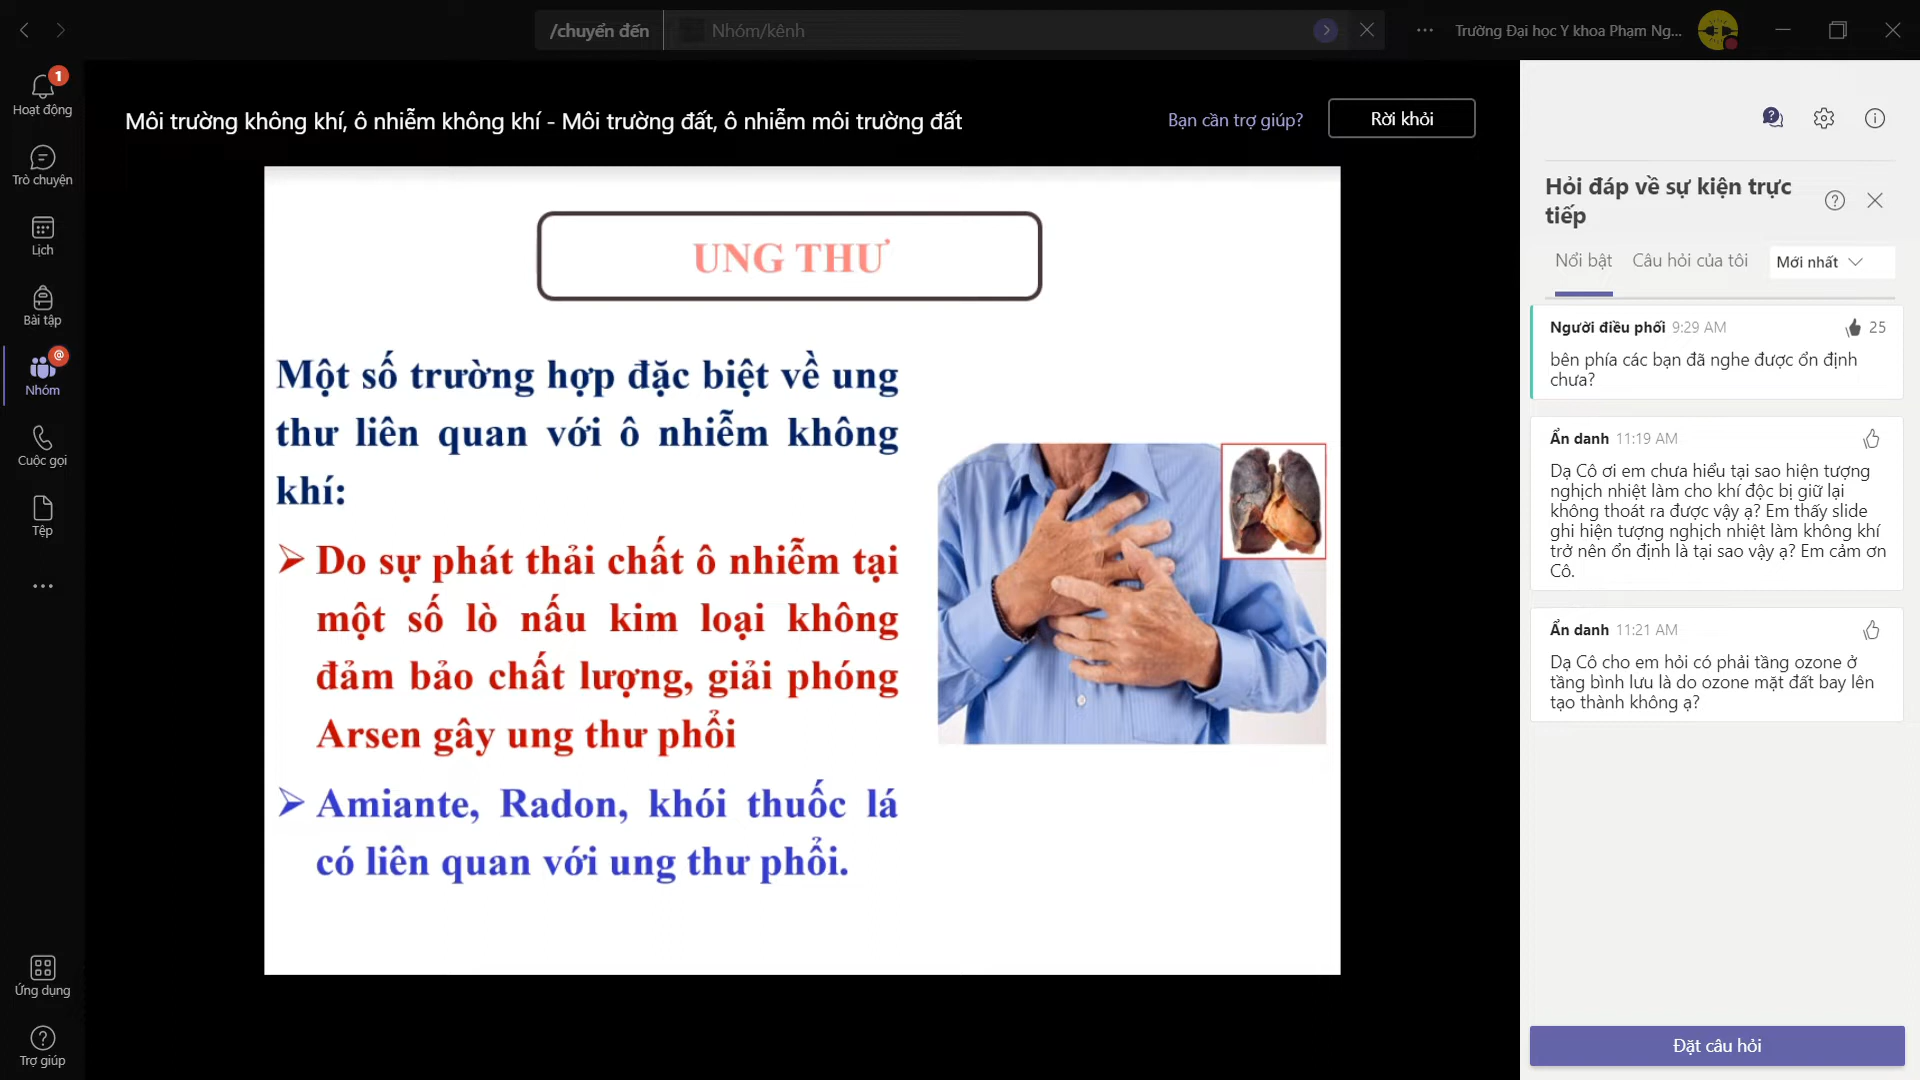 /chuyển đến
Nhóm/kênh
Trường Đại học Y khoa Phạm Ng...
1
Hoạt động
Trò chuyện
Lịch
Bài tập
@
Nhóm
Cuộc gọi
Tệp
Ứng dụng
Trợ giúp
Môi trường không khí, ô nhiễm không khí - Môi trường đất, ô nhiễm môi trường đất
Bạn cần trợ giúp?
Rời khỏi
UNG THƯ
Một số trường hợp đặc biệt về ung
thư liên quan với ô nhiễm không
khí:
Do sự phát thải chất ô nhiễm tại
một số lò nấu kim loại không
đảm bảo chất lượng, giải phóng
Arsen gây ung thư phổi
Amiante, Radon, khói thuốc lá
có liên quan với ung thư phổi.
Hỏi đáp về sự kiện trực
tiếp
Nổi bật
Câu hỏi của tôi
Mới nhất
Người điều phối 9:29 AM
25
bên phía các bạn đã nghe được ổn định
chưa?
Ẩn danh 11:19 AM
Dạ Cô ơi em chưa hiểu tại sao hiện tượng
nghịch nhiệt làm cho khí độc bị giữ lại
không thoát ra được vậy ạ? Em thấy slide
ghi hiện tượng nghịch nhiệt làm không khí
trở nên ổn định là tại sao vậy ạ? Em cảm ơn
Cô.
Ẩn danh 11:21 AM
Dạ Cô cho em hỏi có phải tầng ozone ở
tầng bình lưu là do ozone mặt đất bay lên
tạo thành không ạ?
Đặt câu hỏi